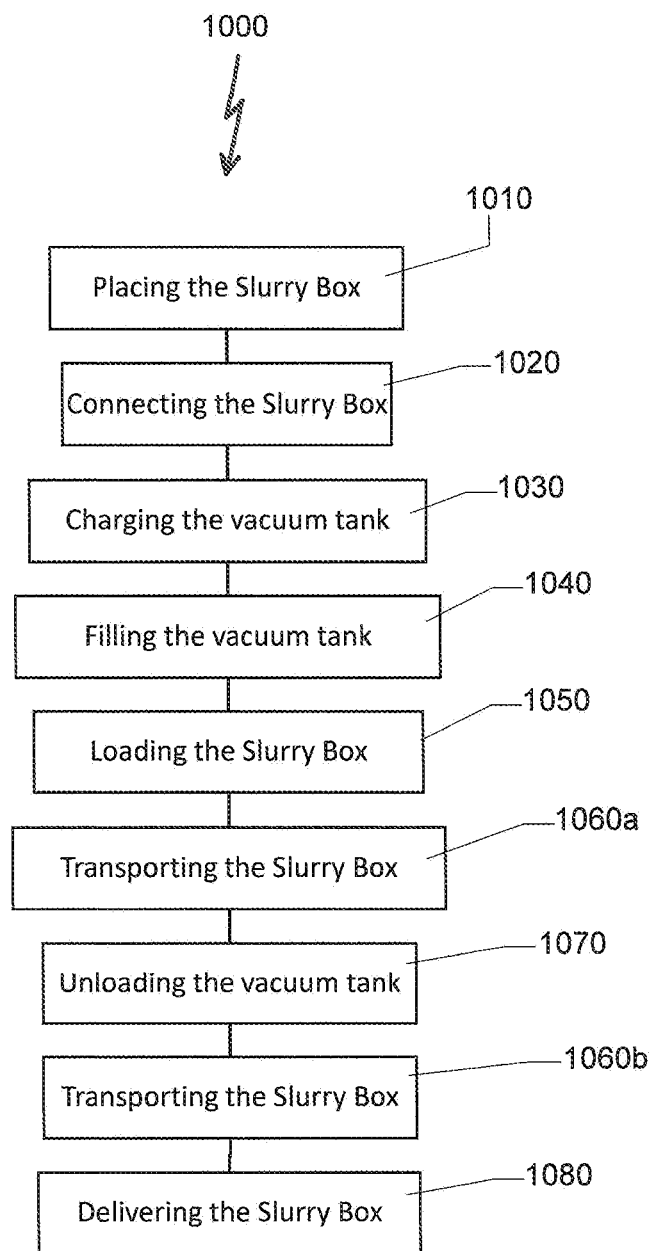 1000
1010
Placing the Slurry Box
1020
Connecting the Slurry Box
1030
Charging the vacuum tank
1040
Filling the vacuum tank
1050
Loading the Slurry Box
1060a
Transporting the Slurry Box
1070
Unloading the vacuum tank
1060b
Transporting the Slurry Box
1080
Delivering the Slurry Box